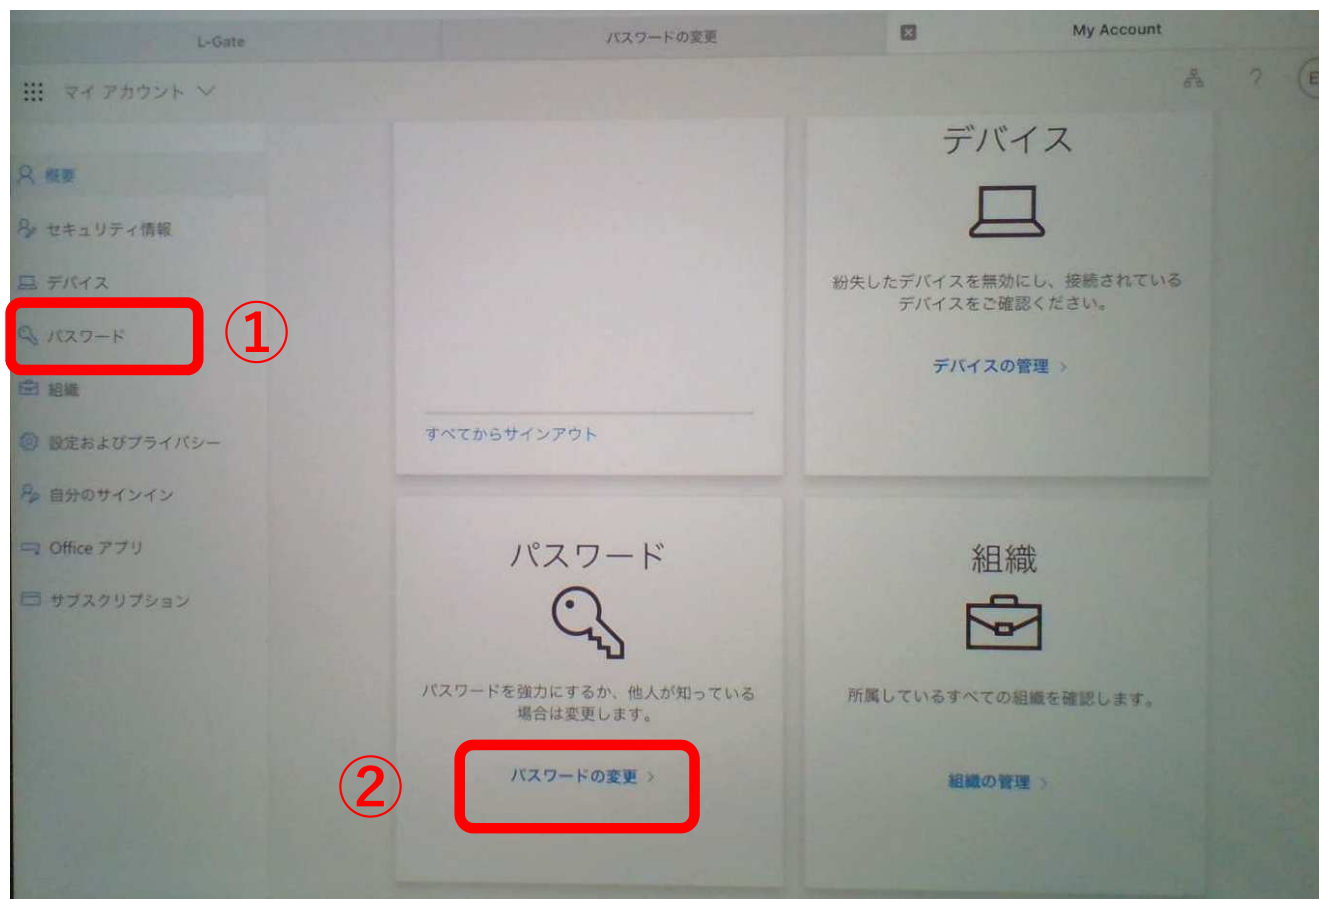 L-Gate
パスワードの変更
My Account
マイ アカウント
?
E
概要
セキュリティ情報
デバイス
パスワード
①
組織
設定およびプライバシー
自分のサインイン
Office アプリ
サブスクリプション
すべてからサインアウト
デバイス
紛失したデバイスを無効にし、接続されている
デバイスをご確認ください。
デバイスの管理 >
パスワード
パスワードを強力にするか、他人が知っている
場合は変更します。
②
パスワードの変更 >
組織
所属しているすべての組織を確認します。
組織の管理 >